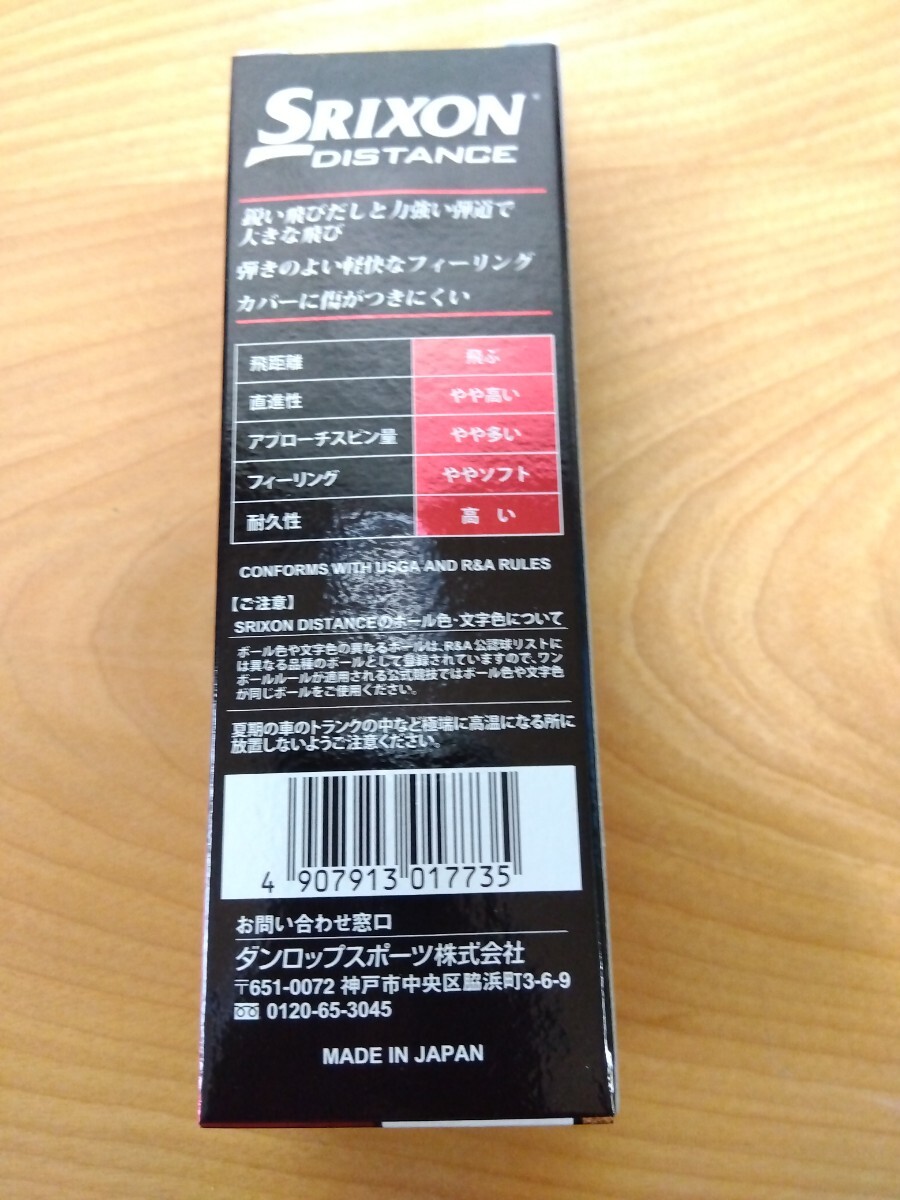 SRIXON
DISTANCE
鋭い飛びだしと力強い弾道で
大きな飛び
弾きのよい軽快なフィーリング
カバーに傷がつきにくい
飛距離 飛ぶ
直進性 やや高い
アプローチスピン量 やや多い
フィーリング ややソフト
耐久性 高い
CONFORMS WITH USGA AND R&A RULES
【ご注意】
SRIXON DISTANCEのボール色・文字色について
ボール色や文字色の異なるボールは、R&A公認球リストに
は異なる品種のボールとして登録されていますので、ワン
ボールルールが適用される公式競技ではボール色や文字色
が同じボールをご使用ください。
夏期の車のトランクの中など極端に高温になる所に
放置しないようご注意ください。
4 907913 017735
お問い合わせ窓口
ダンロップスポーツ株式会社
〒651-0072 神戸市中央区脇浜町3-6-9
0120-65-3045
MADE IN JAPAN